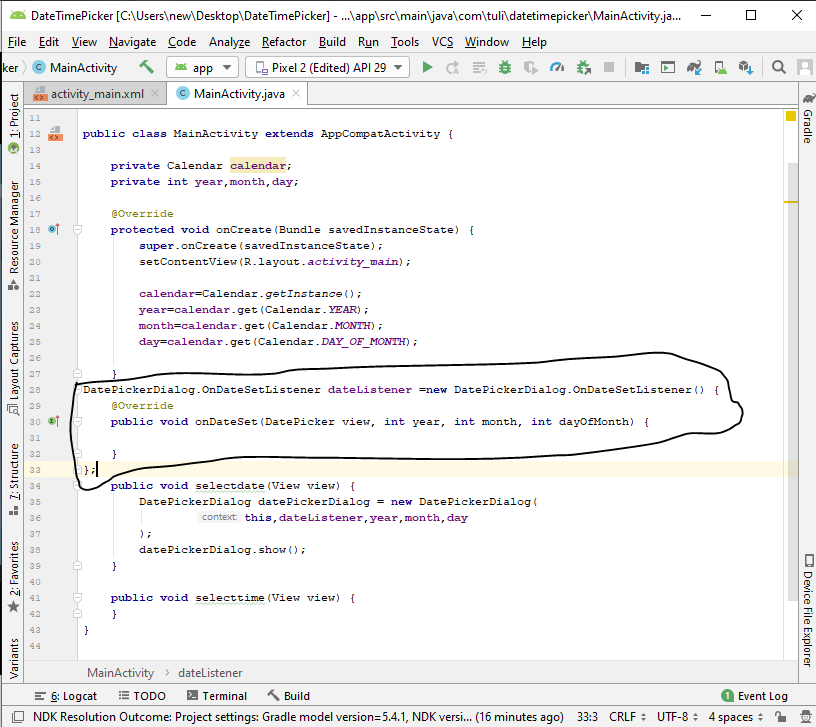 DateTimePicker [C:\Users\new\Desktop\DateTimePicker] - ...\app\src\main\java\com\tuli\datetimepicker\MainActivity.ja...
File Edit View Navigate Code Analyze Refactor Build Run Tools VCS Window Help
ker MainActivity app Pixel 2 (Edited) API 29
activity_main.xml MainActivity.java
1: Project
Resource Manager
Layout Captures
7: Structure
2: Favorites
Variants
11
12 public class MainActivity extends AppCompatActivity {
13
14 private Calendar calendar;
15 private int year,month,day;
16
17 @Override
18 protected void onCreate(Bundle savedInstanceState) {
19 super.onCreate(savedInstanceState);
20 setContentView(R.layout.activity_main);
21
22 calendar=Calendar.getInstance();
23 year=calendar.get(Calendar.YEAR);
24 month=calendar.get(Calendar.MONTH);
25 day=calendar.get(Calendar.DAY_OF_MONTH);
26
27 }
28 DatePickerDialog.OnDateSetListener dateListener =new DatePickerDialog.OnDateSetListener() {
29 @Override
30 public void onDateSet(DatePicker view, int year, int month, int dayOfMonth) {
31
32 }
33 };
34 public void selectdate(View view) {
35 DatePickerDialog datePickerDialog = new DatePickerDialog(
36 context: this,dateListener,year,month,day
37 );
38 datePickerDialog.show();
39 }
40
41 public void selecttime(View view) {
42 }
43 }
44
Gradle
Device File Explorer
MainActivity dateListener
6: Logcat TODO Terminal Build 1 Event Log
NDK Resolution Outcome: Project settings: Gradle model version=5.4.1, NDK versi... (16 minutes ago) 33:3 CRLF UTF-8 4 spaces